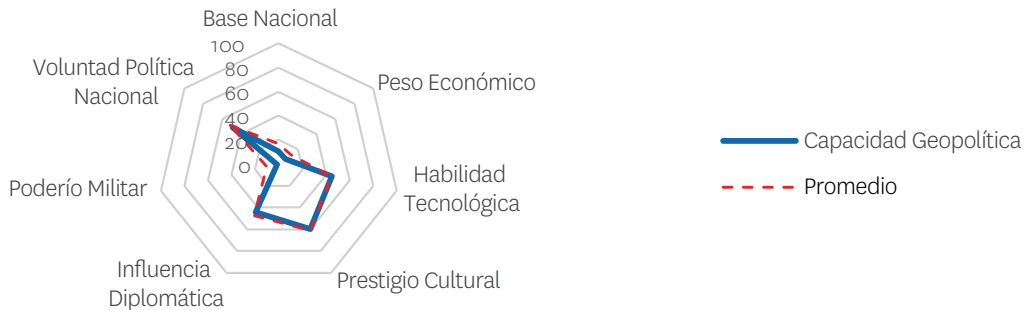 Base Nacional
100
80
60
40
20
0
Voluntad Política
Nacional
Peso Económico
Poderío Militar
Habilidad
Tecnológica
Influencia
Diplomática
Prestigio Cultural
Capacidad Geopolítica
Promedio